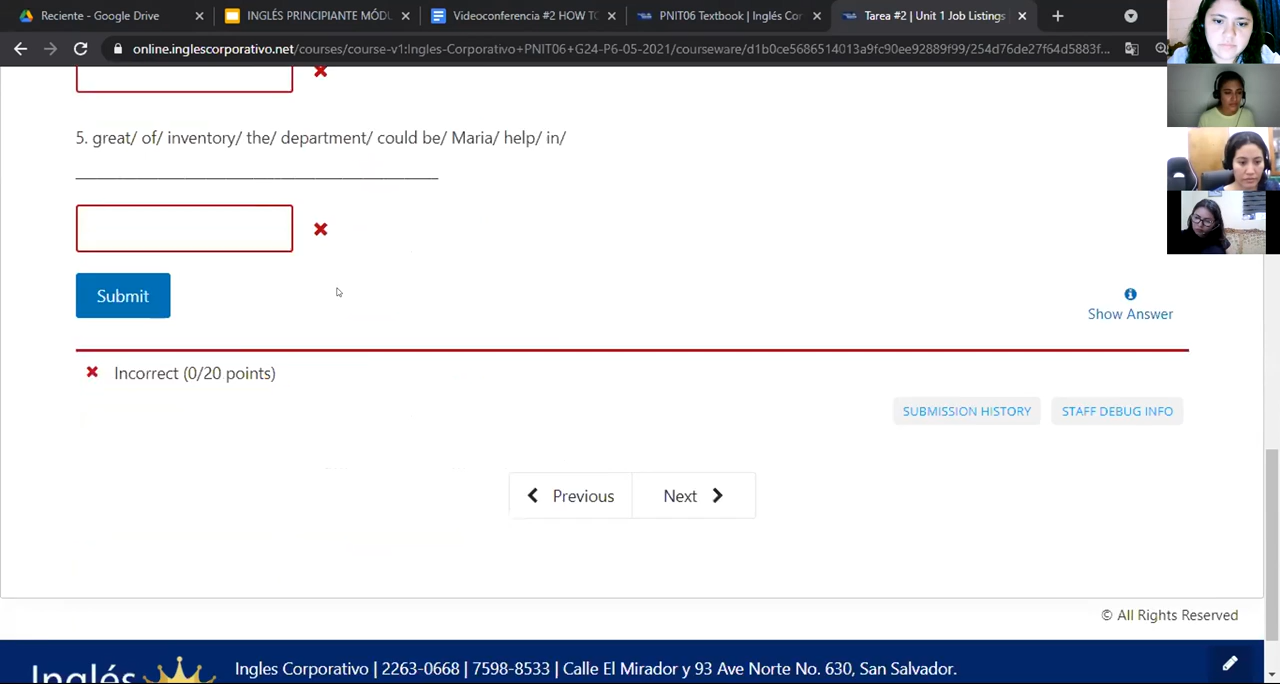 Reciente - Google Drive
INGLÉS PRINCIPIANTE MÓDU
Videoconferencia #2 HOW TO
PNIT06 Textbook | Inglés Cor
Tarea #2 | Unit 1 Job Listings
online.inglescorporativo.net/courses/course-v1:Ingles-Corporativo+PNIT06+G24-P6-05-2021/courseware/d1b0ce5686514013a9fc90ee92889f99/254d76de27f64d5883f...
5. great/ of/ inventory/ the/ department/ could be/ Maria/ help/ in/
Submit
Show Answer
Incorrect (0/20 points)
SUBMISSION HISTORY
STAFF DEBUG INFO
Previous
Next
© All Rights Reserved
Inglés
Ingles Corporativo | 2263-0668 | 7598-8533 | Calle El Mirador y 93 Ave Norte No. 630, San Salvador.